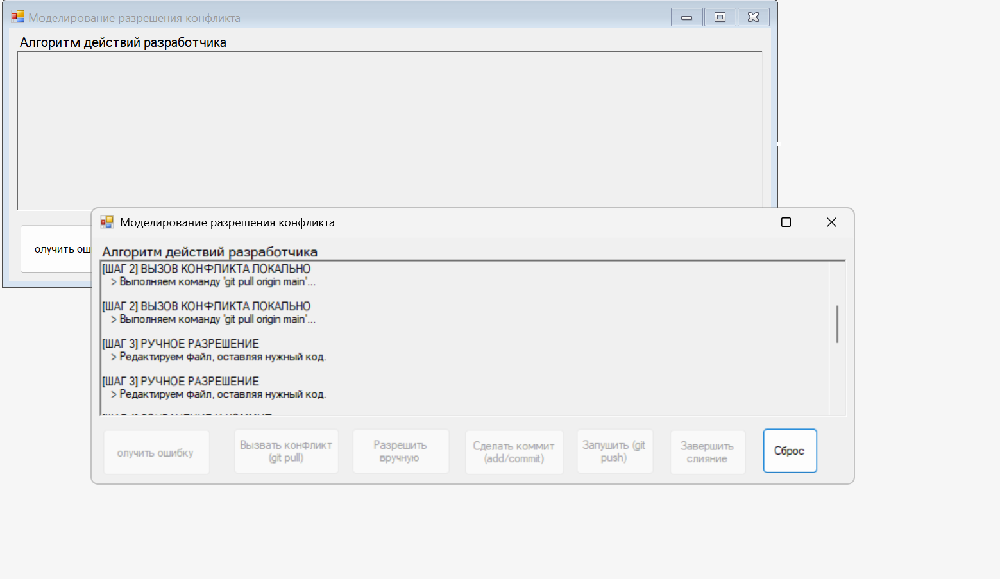 Моделирование разрешения конфликта
Алгоритм действий разработчика
олучить ош
Моделирование разрешения конфликта
Алгоритм действий разработчика
[ШАГ 2] ВЫЗОВ КОНФЛИКТА ЛОКАЛЬНО
> Выполняем команду 'git pull origin main'...
[ШАГ 2] ВЫЗОВ КОНФЛИКТА ЛОКАЛЬНО
> Выполняем команду 'git pull origin main'...
[ШАГ 3] РУЧНОЕ РАЗРЕШЕНИЕ
> Редактируем файл, оставляя нужный код.
[ШАГ 3] РУЧНОЕ РАЗРЕШЕНИЕ
> Редактируем файл, оставляя нужный код.
олучить ошибку
Вызвать конфликт
(git pull)
Разрешить
вручную
Сделать коммит
(add/commit)
Запушить (git
push)
Завершить
слияние
Сброс